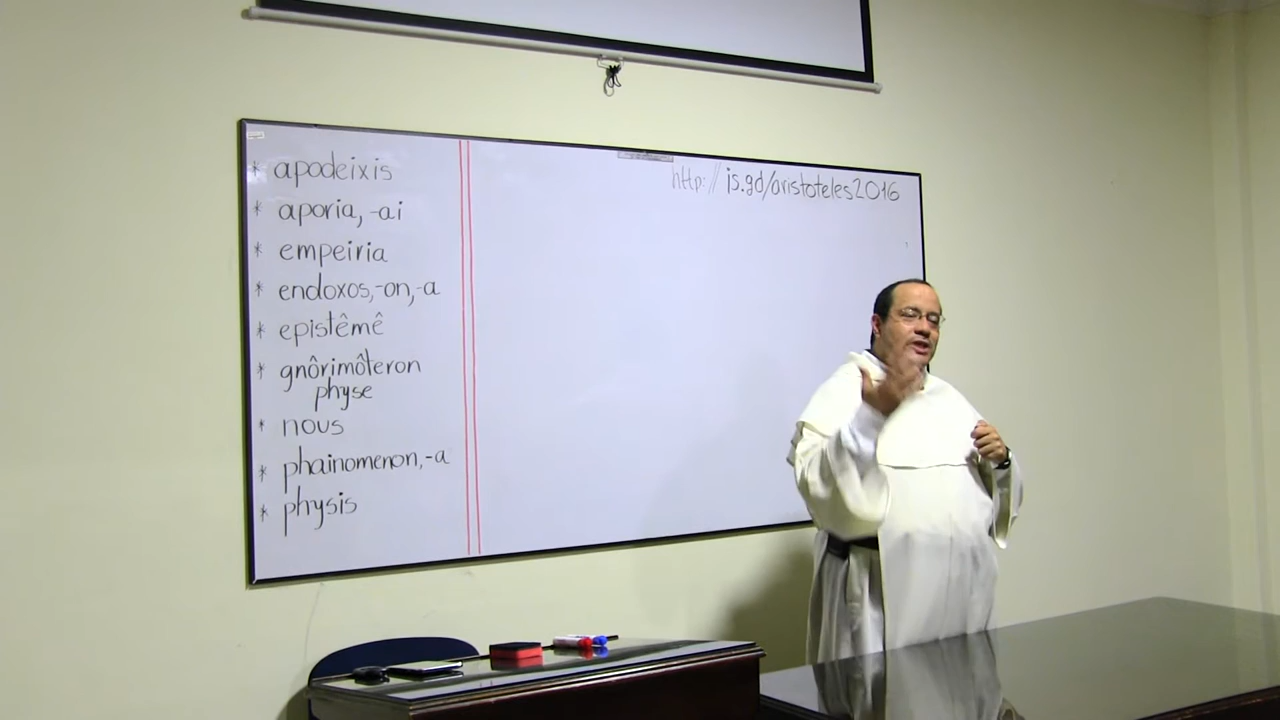 * apodeixis
* aporia, -ai
* empeiria
* endoxos,-on,-a
* epistêmê
* gnôrimôteron
physe
* nous
* phainomenon,-a
* physis
http://is.gd/aristoteles2016